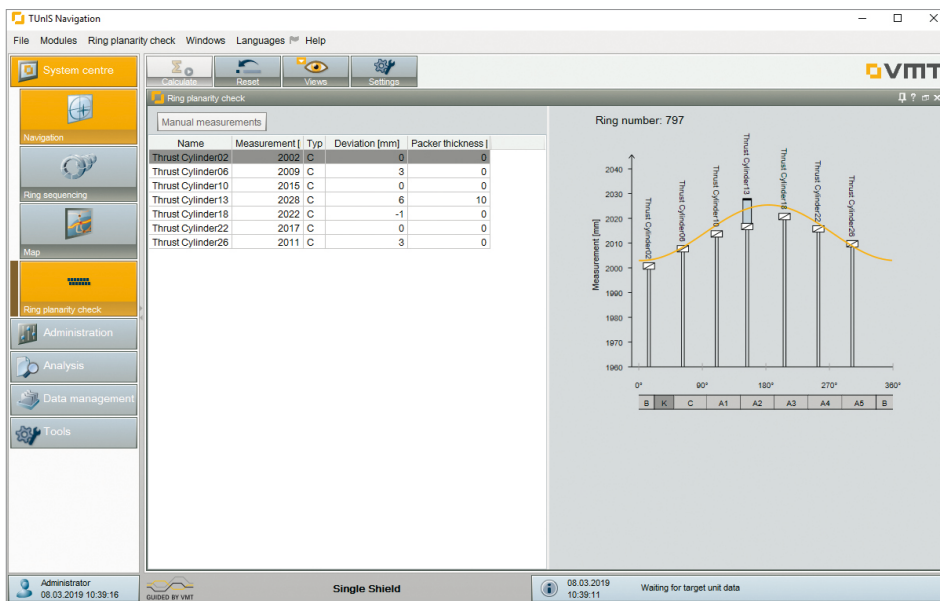 TUnIS Navigation
File Modules Ring planarity check Windows Languages Help
System centre
Navigation
Ring sequencing
Map
Ring planarity check
Administration
Analysis
Data management
Tools
Calculate Reset Views Settings
VMT
Ring planarity check
Manual measurements
Name Measurement [ Typ Deviation [mm] Packer thickness [
Thrust Cylinder02 2002 C 0 0
Thrust Cylinder06 2009 C 3 0
Thrust Cylinder10 2015 C 0 0
Thrust Cylinder13 2028 C 6 10
Thrust Cylinder18 2022 C -1 0
Thrust Cylinder22 2017 C 0 0
Thrust Cylinder26 2011 C 3 0
Ring number: 797
Measurement [mm]
2040
2030
2020
2010
2000
1990
1980
1970
1960
Thrust Cylinder02
Thrust Cylinder06
Thrust Cylinder10
Thrust Cylinder13
Thrust Cylinder18
Thrust Cylinder22
Thrust Cylinder26
0° 90° 180° 270° 360°
B K C A1 A2 A3 A4 A5 B
Administrator
08.03.2019 10:39:16
GUIDED BY VMT
Single Shield
08.03.2019
10:39:11
Waiting for target unit data